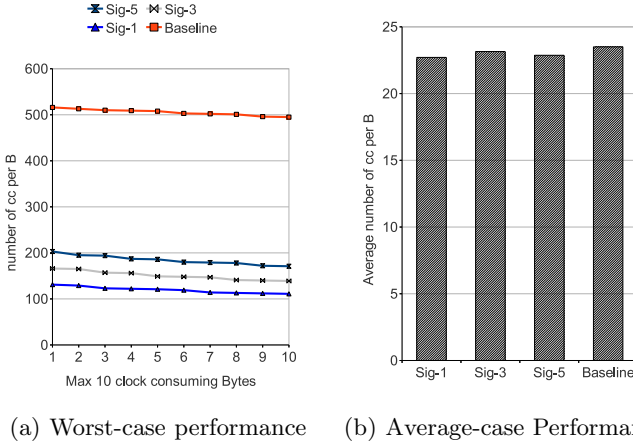 Sig-5 Sig-3
Sig-1 Baseline
600
500
400
300
200
100
0
number of cc per B
1 2 3 4 5 6 7 8 9 10
Max 10 clock consuming Bytes
(a) Worst-case performance
25
20
15
10
5
0
Average number of cc per B
Sig-1 Sig-3 Sig-5 Baseline
(b) Average-case Performa